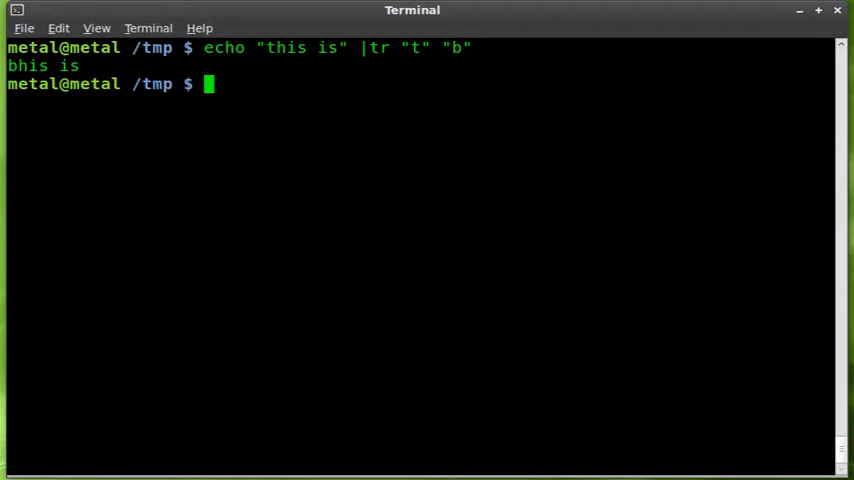 Terminal
File Edit View Terminal Help
metal@metal /tmp $ echo "this is" |tr "t" "b"
bhis is
metal@metal /tmp $